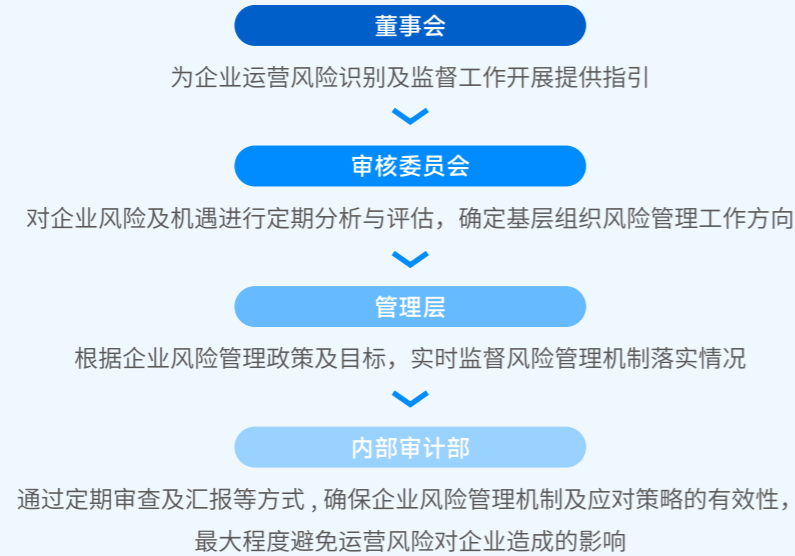 董事会
为企业运营风险识别及监督工作开展提供指引
审核委员会
对企业风险及机遇进行定期分析与评估，确定基层组织风险管理工作方向
管理层
根据企业风险管理政策及目标，实时监督风险管理机制落实情况
内部审计部
通过定期审查及汇报等方式 , 确保企业风险管理机制及应对策略的有效性，
最大程度避免运营风险对企业造成的影响